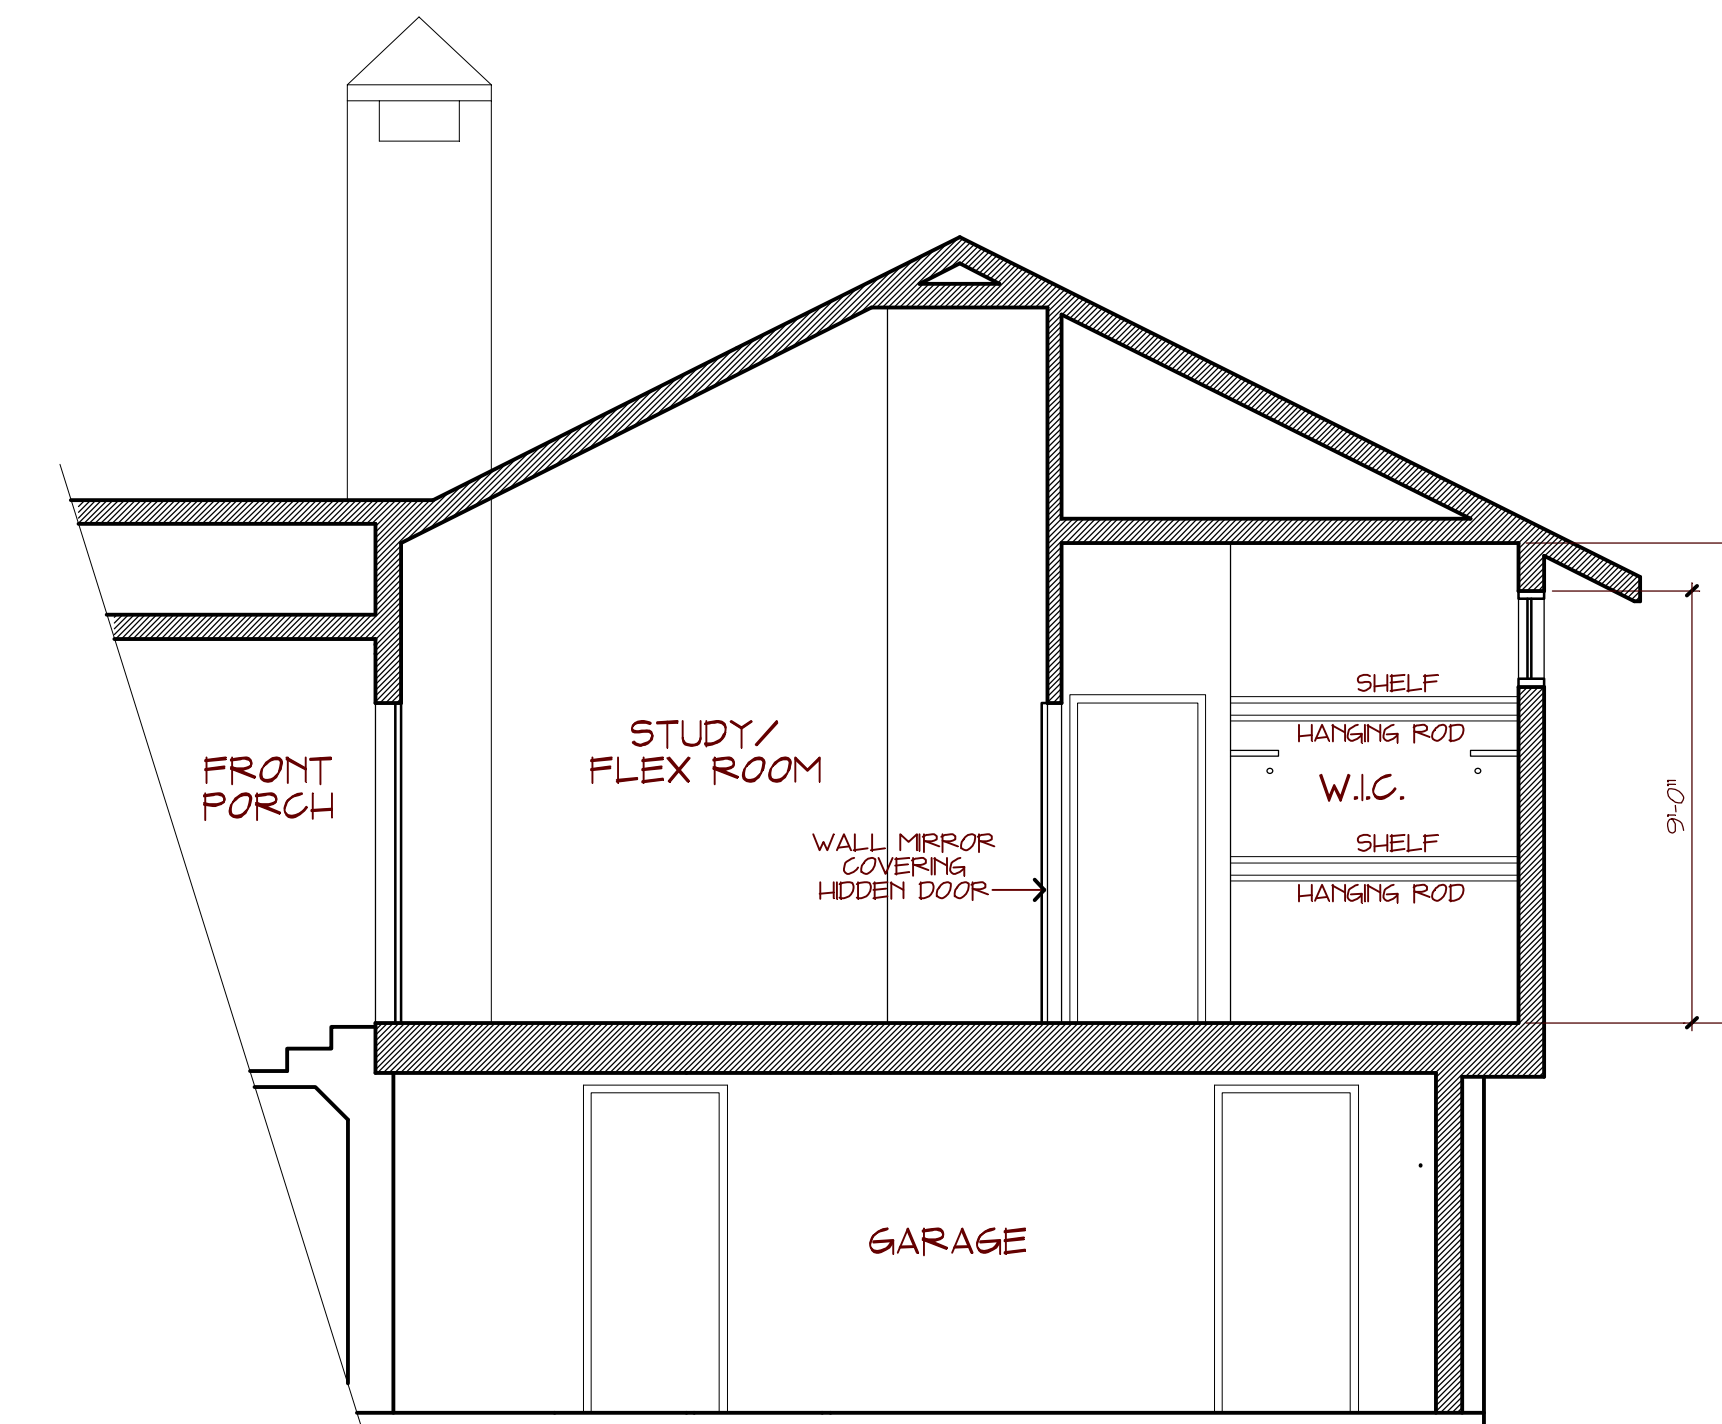 SHELF
HANGING ROD
STUDY/
FLEX ROOM
FRONT
PORCH
W.I.C.
WALL MIRROR
COVERING
HIDDEN DOOR
SHELF
HANGING ROD
9'-0"
GARAGE